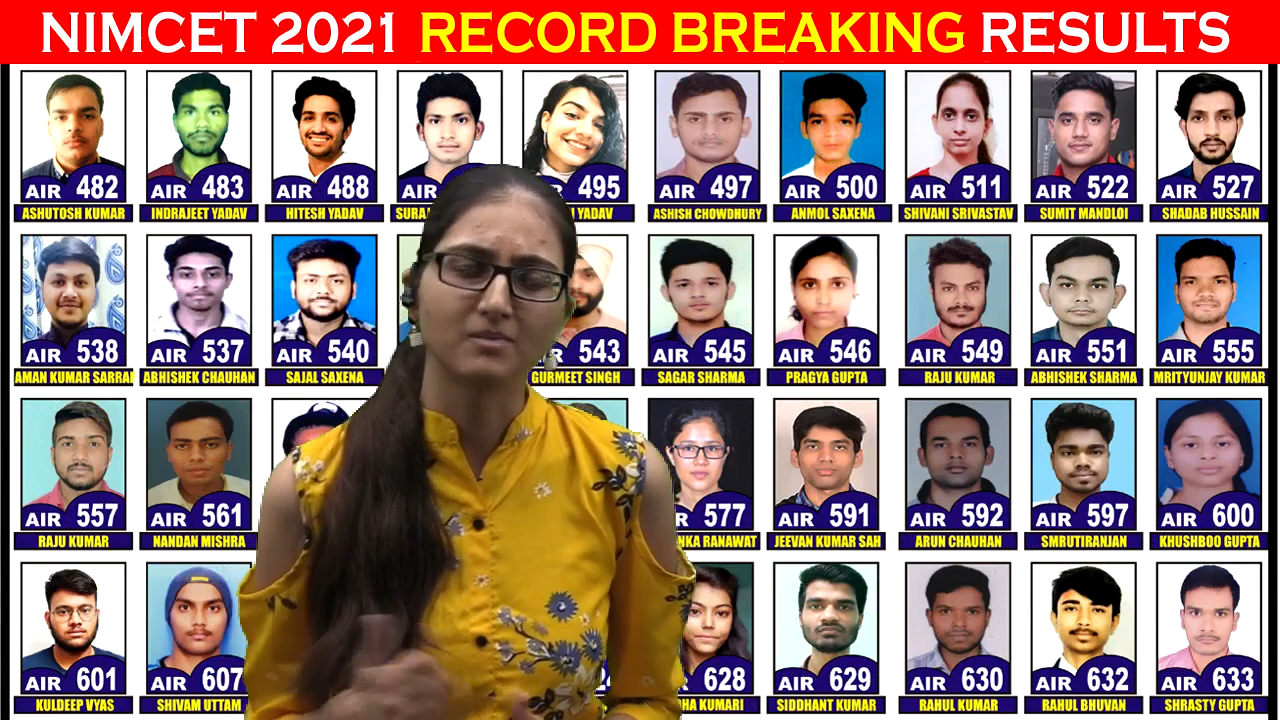 NIMCET 2021 RECORD BREAKING RESULTS
AIR 482 AIR 483 AIR 488 AIR 495 AIR 497 AIR 500 AIR 511 AIR 522 AIR 527
ASHUTOSH KUMAR INDRAJEET YADAV HITESH YADAV YADAV ASHISH CHOWDHURY ANMOL SAXENA SHIVANI SRIVASTAV SUMIT MANDLOI SHADAB HUSSAIN
AIR 538 AIR 537 AIR 540 543 AIR 545 AIR 546 AIR 549 AIR 551 AIR 555
AMAN KUMAR SARRAF ABHISHEK CHAUHAN SAJAL SAXENA GURMEET SINGH SAGAR SHARMA PRAGYA GUPTA RAJU KUMAR ABHISHEK SHARMA MRITYUNJAY KUMAR
AIR 557 AIR 561 577 AIR 591 AIR 592 AIR 597 AIR 600
RAJU KUMAR NANDAN MISHRA RANAWAT JEEVAN KUMAR SAH ARUN CHAUHAN SMRUTIRANJAN KHUSHBOO GUPTA
AIR 601 AIR 607 628 AIR 629 AIR 630 AIR 632 AIR 633
KULDEEP VYAS SHIVAM UTTAM KUMARI SIDDHANT KUMAR RAHUL KUMAR RAHUL BHUVAN SHRASTY GUPTA